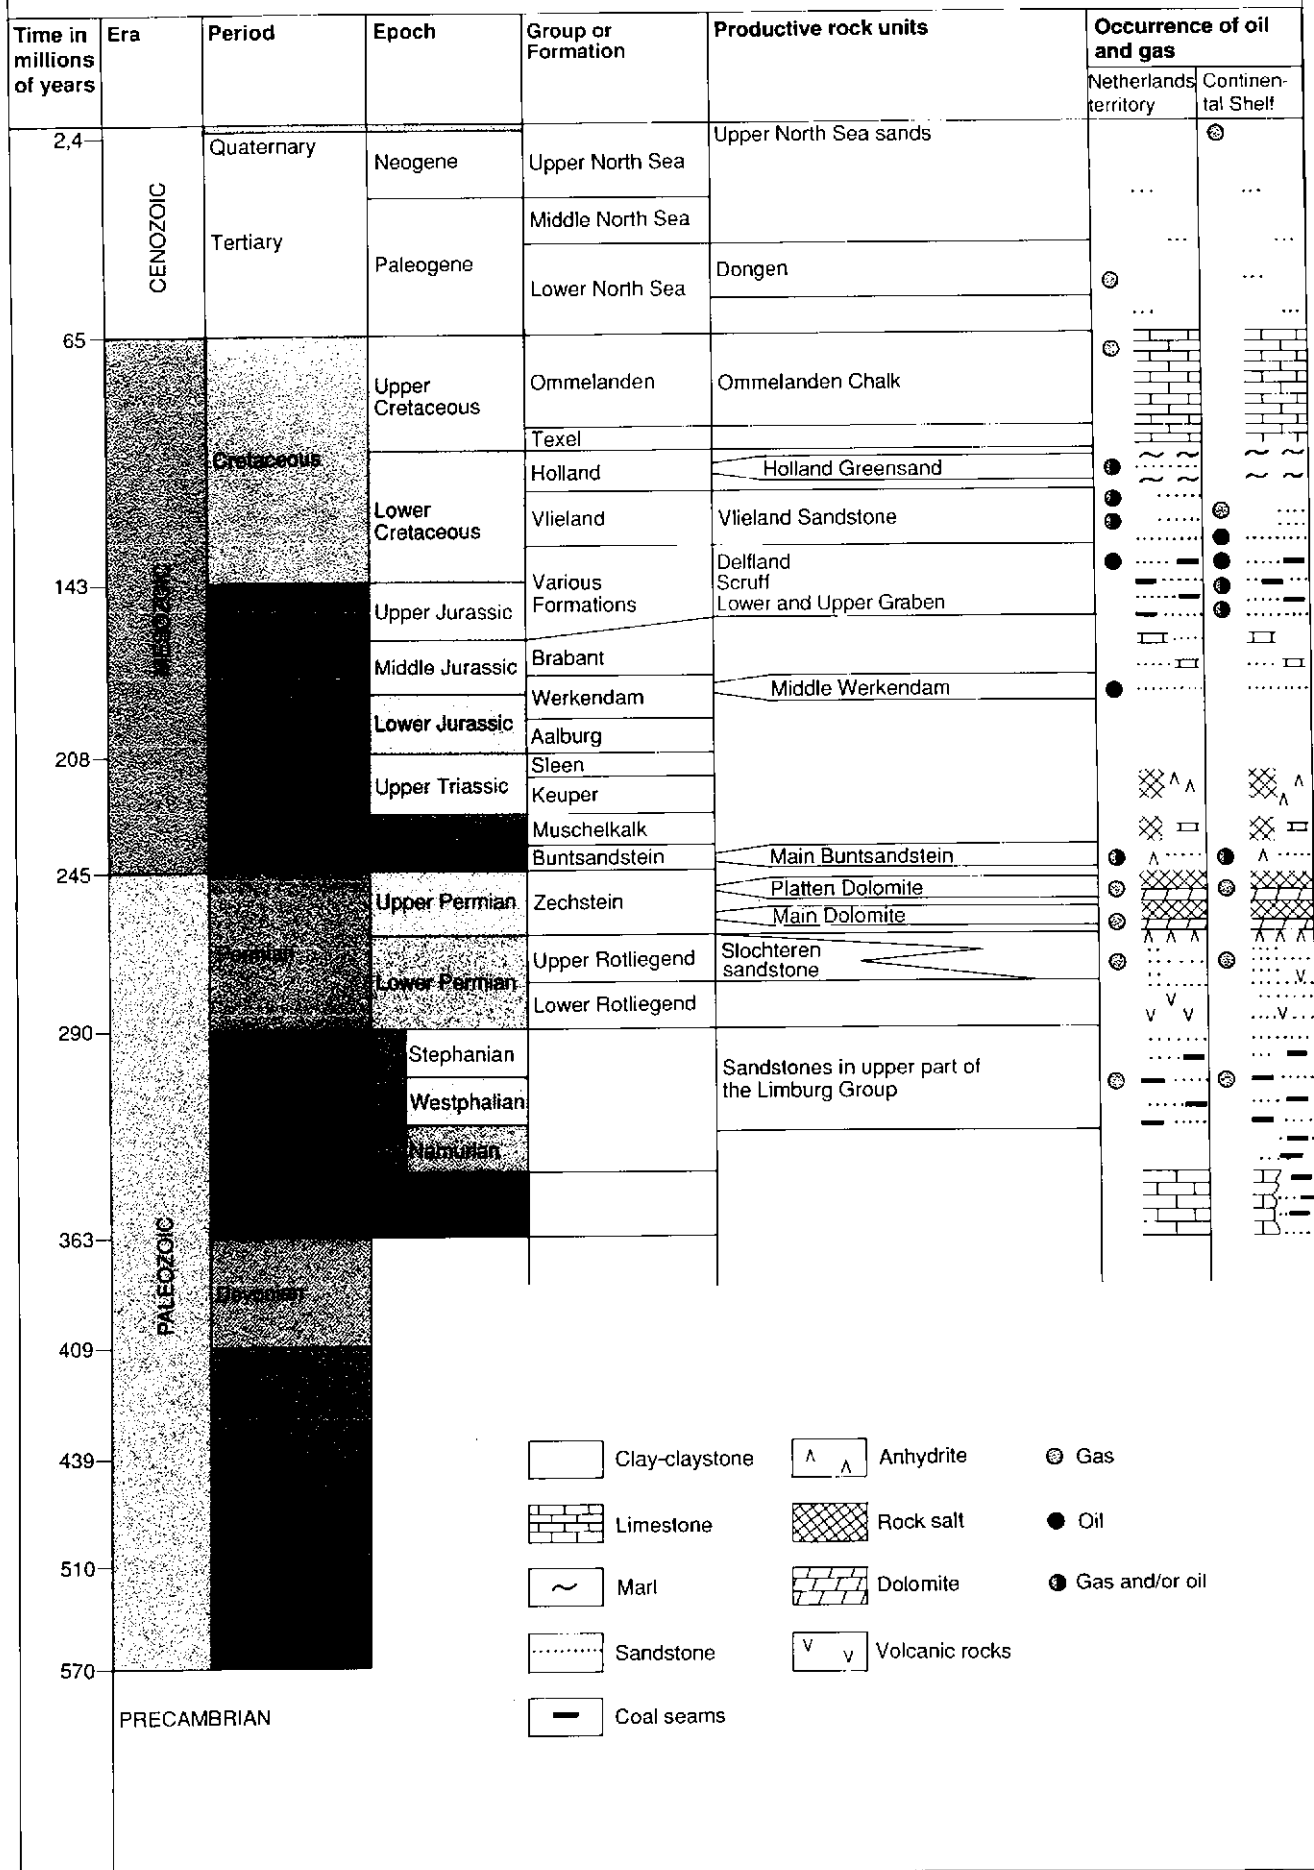 Time in millions of years
Era
Period
Epoch
Group or Formation
Productive rock units
Occurrence of oil and gas
Netherlands territory
Continen-tal Shelf
2,4
CENOZOIC
Quaternary
Neogene
Upper North Sea
Upper North Sea sands
Middle North Sea
Tertiary
Paleogene
Lower North Sea
Dongen
65
MESOZOIC
Cretaceous
Upper Cretaceous
Ommelanden
Ommelanden Chalk
Texel
Holland
Holland Greensand
Lower Cretaceous
Vlieland
Vlieland Sandstone
143
Various Formations
Delfland
Scruff
Lower and Upper Graben
Upper Jurassic
Middle Jurassic
Brabant
Werkendam
Middle Werkendam
Lower Jurassic
Aalburg
208
Sleen
Upper Triassic
Keuper
Muschelkalk
Buntsandstein
Main Buntsandstein
245
PALEOZOIC
Permian
Upper Permian
Zechstein
Platten Dolomite
Main Dolomite
Lower Permian
Upper Rotliegend
Slochteren sandstone
Lower Rotliegend
290
Stephanian
Westphalian
Namurian
Sandstones in upper part of
the Limburg Group
363
Devonian
409
439
510
570
PRECAMBRIAN
Clay-claystone
Limestone
Marl
Sandstone
Coal seams
Anhydrite
Rock salt
Dolomite
Volcanic rocks
Gas
Oil
Gas and/or oil